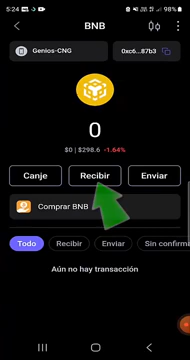 5:24
98%
BNB
Genios-CNG
0xc6...87b3
0
$0 | $298.6 -1.64%
Canje
Recibir
Enviar
Comprar BNB
Todo
Recibir
Enviar
Sin confirm
Aún no hay transacción